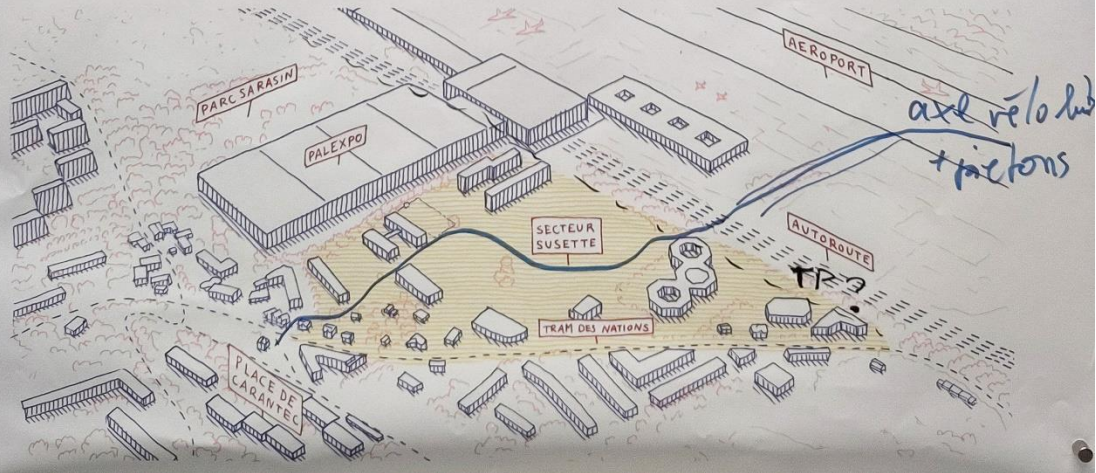 AEROPORT
PARC SARASIN
axe vélo
PALEXPO
+ piétons
SECTEUR
SUSETTE
AUTOROUTE
TRAM DES NATIONS
PLACE DE
CARANTEC